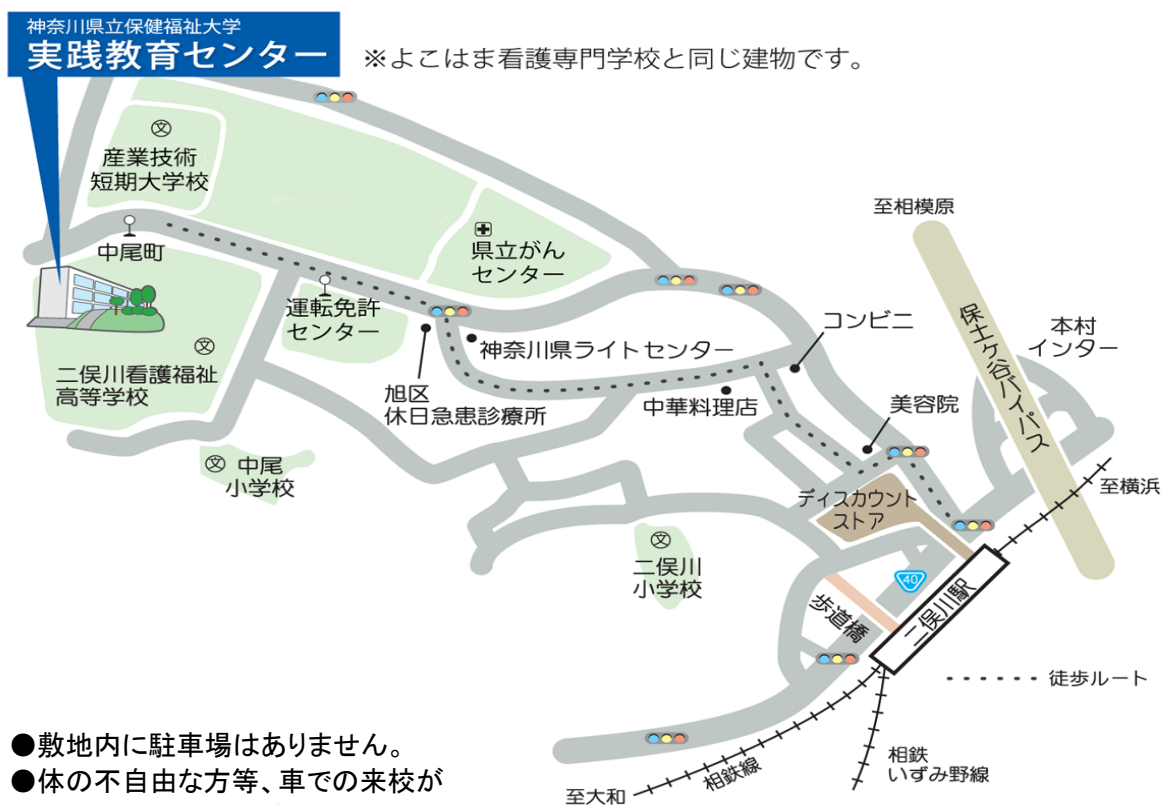 神奈川県立保健福祉大学
実践教育センター
※よこはま看護専門学校と同じ建物です。
産業技術
短期大学校
中尾町
県立がん
センター
運転免許
センター
二俣川看護福祉
高等学校
神奈川県ライトセンター
旭区
休日急患診療所
中華料理店
コンビニ
美容院
至相模原
保土ヶ谷バイパス
本村
インター
中尾
小学校
ディスカウント
ストア
至横浜
二俣川
小学校
40
歩道橋
二俣川駅
徒歩ルート
相鉄線
相鉄
いずみ野線
至大和
●敷地内に駐車場はありません。
●体の不自由な方等、車での来校が